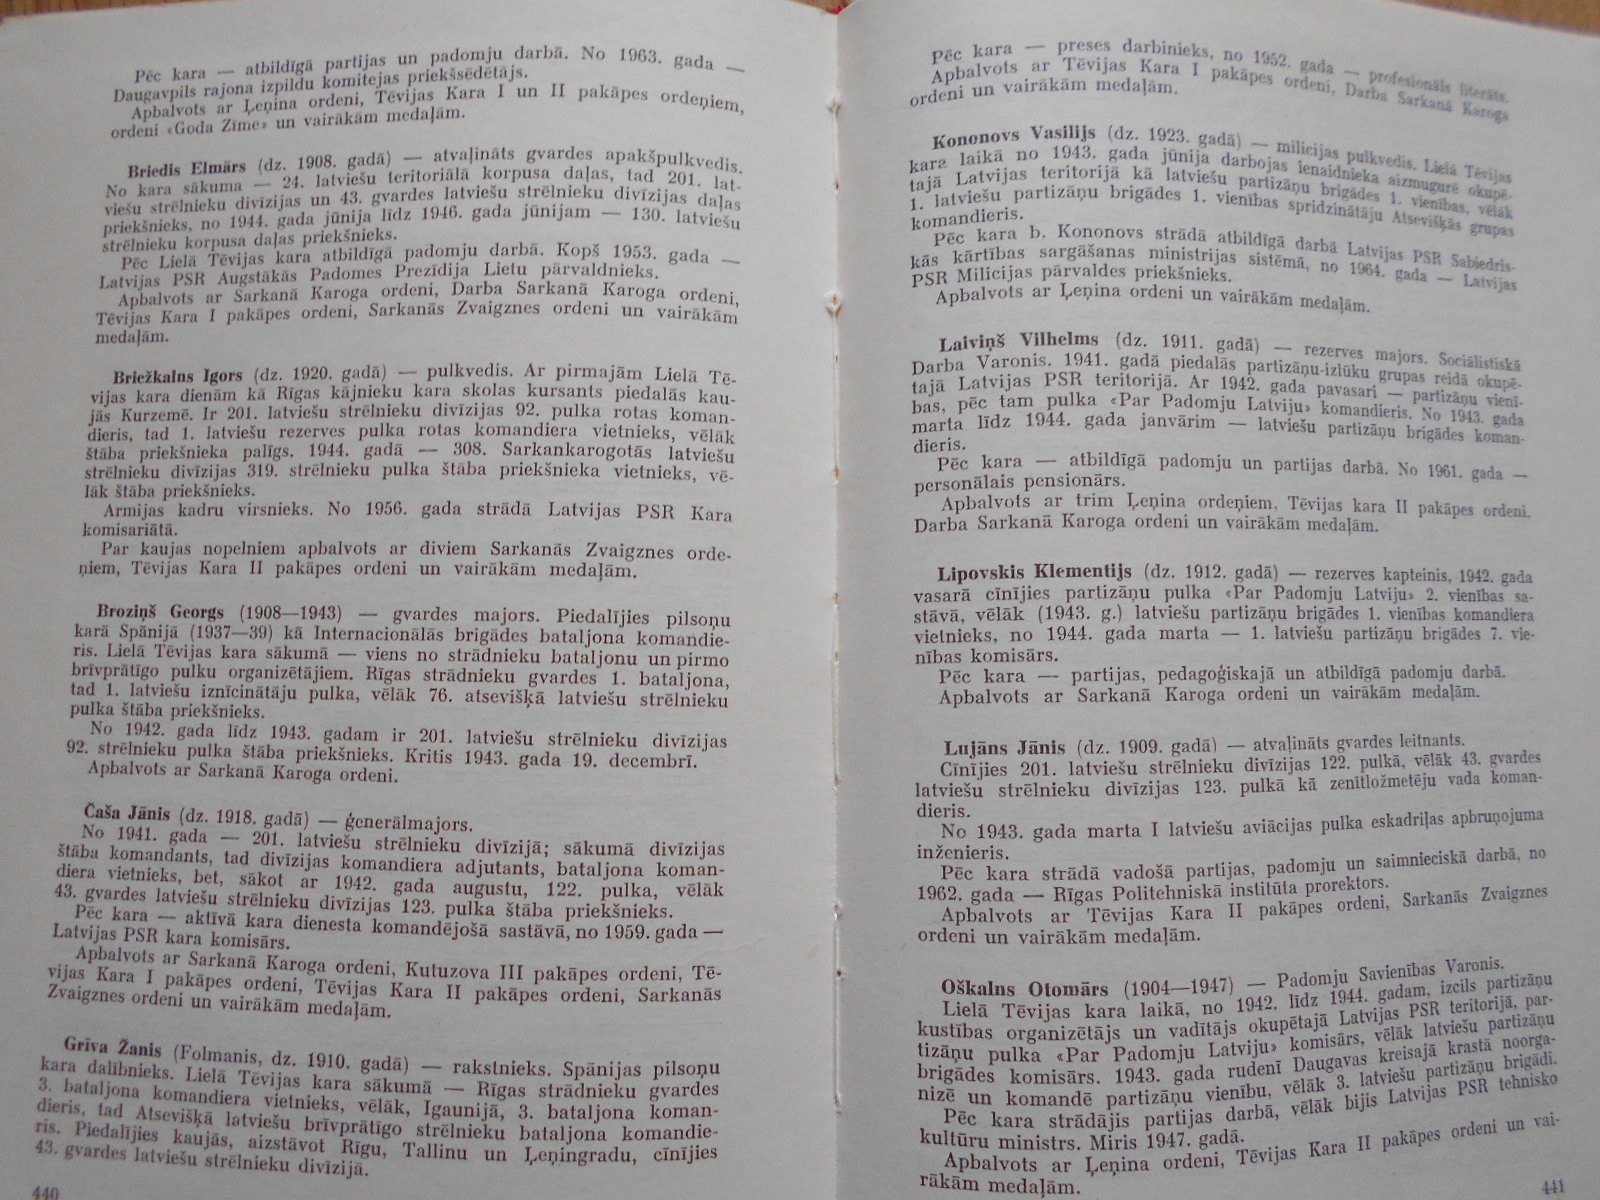 Pēc kara — atbildīgā partijas un padomju darbā. No 1963. gada —
Daugavpils rajona izpildu komitejas priekšsēdētājs.
Apbalvots ar Ļeņina ordeni, Tēvijas Kara I un II pakāpes ordeņiem,
ordeni «Goda Zīme» un vairākām medaļām.
Briedis Elmārs (dz. 1908. gadā) — atvaļināts gvardes apakšpulkvedis.
No kara sākuma — 24. latviešu teritoriālā korpusa daļas, tad 201. lat-
viešu strēlnieku divīzijas un 43. gvardes latviešu strēlnieku divīzijas daļas
priekšnieks, no 1944. gada jūnija līdz 1946. gada jūnijam — 130. latviešu
strēlnieku korpusa daļas priekšnieks.
Pēc Lielā Tēvijas kara atbildīgā padomju darbā. Kopš 1953. gada —
Latvijas PSR Augstākās Padomes Prezīdija Lietu pārvaldnieks.
Apbalvots ar Sarkanā Karoga ordeni, Darba Sarkanā Karoga ordeni,
Tēvijas Kara I pakāpes ordeni, Sarkanās Zvaigznes ordeni un vairākām
medaļām.
Briežkalns Igors (dz. 1920. gadā) — pulkvedis. Ar pirmajām Lielā Tē-
vijas kara dienām kā Rīgas kājnieku kara skolas kursants piedalās kau-
jās Kurzemē. Ir 201. latviešu strēlnieku divīzijas 92. pulka rotas koman-
dieris, tad 1. latviešu rezerves pulka rotas komandiera vietnieks, vēlāk
štāba priekšnieka palīgs. 1944. gadā — 308. Sarkankarogotās latviešu
strēlnieku divīzijas 319. strēlnieku pulka štāba priekšnieka vietnieks, vē-
lāk štāba priekšnieks.
Armijas kadru virsnieks. No 1956. gada strādā Latvijas PSR Kara
komisariātā.
Par kaujas nopelniem apbalvots ar diviem Sarkanās Zvaigznes orde-
ņiem, Tēvijas Kara II pakāpes ordeni un vairākām medaļām.
Broziņš Georgs (1908—1943) — gvardes majors. Piedalījies pilsoņu
karā Spānijā (1937—39) kā Internacionālās brigādes bataljona komandie-
ris. Lielā Tēvijas kara sākumā — viens no strādnieku bataljonu un pirmo
brīvprātīgo pulku organizētājiem. Rīgas strādnieku gvardes 1. bataljona,
tad 1. latviešu iznīcinātāju pulka, vēlāk 76. atsevišķā latviešu strēlnieku
pulka štāba priekšnieks.
No 1942. gada līdz 1943. gadam ir 201. latviešu strēlnieku divīzijas
92. strēlnieku pulka štāba priekšnieks. Kritis 1943. gada 19. decembrī.
Apbalvots ar Sarkanā Karoga ordeni.
Čaša Jānis (dz. 1918. gadā) — ģenerālmajors.
No 1941. gada — 201. latviešu strēlnieku divīzijā; sākumā divīzijas
štāba komandants, tad divīzijas komandiera adjutants, bataljona koman-
diera vietnieks, bet, sākot ar 1942. gada augustu, 122. pulka, vēlāk
43. gvardes latviešu strēlnieku divīzijas 123. pulka štāba priekšnieks.
Pēc kara — aktīvā kara dienesta komandējošā sastāvā, no 1959. gada —
Latvijas PSR kara komisārs.
Apbalvots ar Sarkanā Karoga ordeni, Kutuzova III pakāpes ordeni, Tē-
vijas Kara I pakāpes ordeni, Tēvijas Kara II pakāpes ordeni, Sarkanās
Zvaigznes ordeni un vairākām medaļām.
Grīva Žanis (Folmanis, dz. 1910. gadā) — rakstnieks. Spānijas pilsoņu
kara dalībnieks. Lielā Tēvijas kara sākumā — Rīgas strādnieku gvardes
3. bataljona komandiera vietnieks, vēlāk, Igaunijā, 3. bataljona koman-
dieris, tad Atsevišķā latviešu brīvprātīgo strēlnieku bataljona komandie-
ris. Piedalījies kaujās, aizstāvot Rīgu, Tallinu un Ļeņingradu, cīnījies
43. gvardes latviešu strēlnieku divīzijā.
440
Pēc kara — preses darbinieks, no 1952. gada — profesionāls literāts.
Apbalvots ar Tēvijas Kara I pakāpes ordeni, Darba Sarkanā Karoga
ordeni un vairākām medaļām.
Kononovs Vasilijs (dz. 1923. gadā) — milicijas pulkvedis. Lielā Tēvijas
kara laikā no 1943. gada jūnija darbojas ienaidnieka aizmugurē okupē-
tajā Latvijas teritorijā kā latviešu partizāņu brigādes 1. vienības, vēlāk
1. latviešu partizāņu brigādes 1. vienības spridzinātāju Atsevišķās grupas
komandieris.
Pēc kara b. Kononovs strādā atbildīgā darbā Latvijas PSR Sabiedris-
kās kārtības sargāšanas ministrijas sistēmā, no 1964. gada — Latvijas
PSR Milicijas pārvaldes priekšnieks.
Apbalvots ar Ļeņina ordeni un vairākām medaļām.
Laiviņš Vilhelms (dz. 1911. gadā) — rezerves majors. Sociālistiskā
Darba Varonis. 1941. gadā piedalās partizāņu-izlūku grupas reidā okupē-
tajā Latvijas PSR teritorijā. Ar 1942. gada pavasari — partizāņu vienī-
bas, pēc tam pulka «Par Padomju Latviju» komandieris. No 1943. gada
marta līdz 1944. gada janvārim — latviešu partizāņu brigādes koman-
dieris.
Pēc kara — atbildīgā padomju un partijas darbā. No 1961. gada —
personālais pensionārs.
Apbalvots ar trim Ļeņina ordeņiem, Tēvijas kara II pakāpes ordeni,
Darba Sarkanā Karoga ordeni un vairākām medaļām.
Lipovskis Klementijs (dz. 1912. gadā) — rezerves kapteinis, 1942. gada
vasarā cīnījies partizāņu pulka «Par Padomju Latviju» 2. vienības sa-
stāvā, vēlāk (1943. g.) latviešu partizāņu brigādes 1. vienības komandiera
vietnieks, no 1944. gada marta — 1. latviešu partizāņu brigādes 7. vie-
nības komisārs.
Pēc kara — partijas, pedagoģiskajā un atbildīgā padomju darbā.
Apbalvots ar Sarkanā Karoga ordeni un vairākām medaļām.
Lujāns Jānis (dz. 1909. gadā) — atvaļināts gvardes leitnants.
Cīnījies 201. latviešu strēlnieku divīzijas 122. pulkā, vēlāk 43. gvardes
latviešu strēlnieku divīzijas 123. pulkā kā zenītložmetēju vada koman-
dieris.
No 1943. gada marta I latviešu aviācijas pulka eskadriļas apbruņojuma
inženieris.
Pēc kara strādā vadošā partijas, padomju un saimnieciskā darbā, no
1962. gada — Rīgas Politehniskā institūta prorektors.
Apbalvots ar Tēvijas Kara II pakāpes ordeni, Sarkanās Zvaigznes
ordeni un vairākām medaļām.
Oškalns Otomārs (1904—1947) — Padomju Savienības Varonis.
Lielā Tēvijas kara laikā, no 1942. līdz 1944. gadam, izcils partizāņu
kustības organizētājs un vadītājs okupētajā Latvijas PSR teritorijā, par-
tizāņu pulka «Par Padomju Latviju» komisārs, vēlāk latviešu partizāņu
brigādes komisārs. 1943. gada rudenī Daugavas kreisajā krastā noorga-
nizē un komandē partizāņu vienību, vēlāk 3. latviešu partizāņu brigādi.
Pēc kara strādājis partijas darbā, vēlāk bijis Latvijas PSR tehnisko
kultūru ministrs. Miris 1947. gadā.
Apbalvots ar Ļeņina ordeni, Tēvijas Kara II pakāpes ordeni un vai-
rākām medaļām.
441